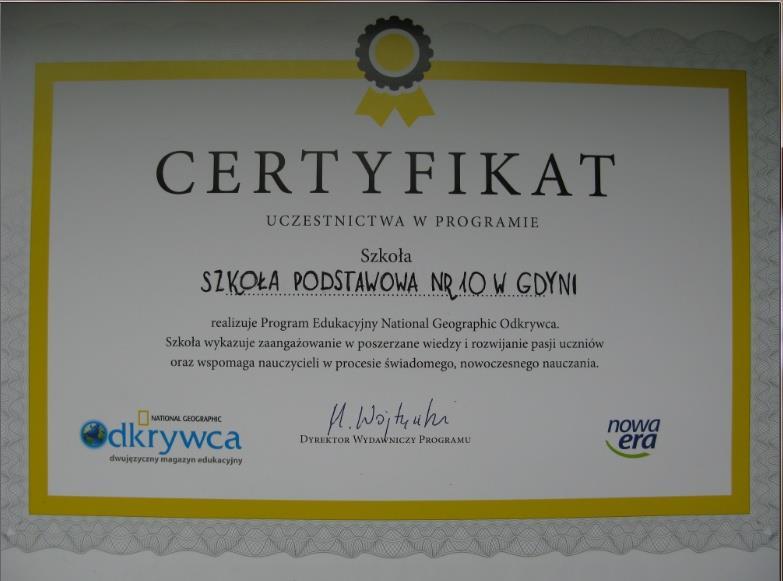 CERTYFIKAT
UCZESTNICTWA W PROGRAMIE
Szkoła
SZKOŁA PODSTAWOWA NR 10 W GDYNI
realizuje Program Edukacyjny National Geographic Odkrywca.
Szkoła wykazuje zaangażowanie w poszerzane wiedzy i rozwijanie pasji uczniów
oraz wspomaga nauczycieli w procesie świadomego, nowoczesnego nauczania.
NATIONAL GEOGRAPHIC
Odkrywca
dwujęzyczny magazyn edukacyjny
DYREKTOR WYDAWNICZY PROGRAMU
nowa
era